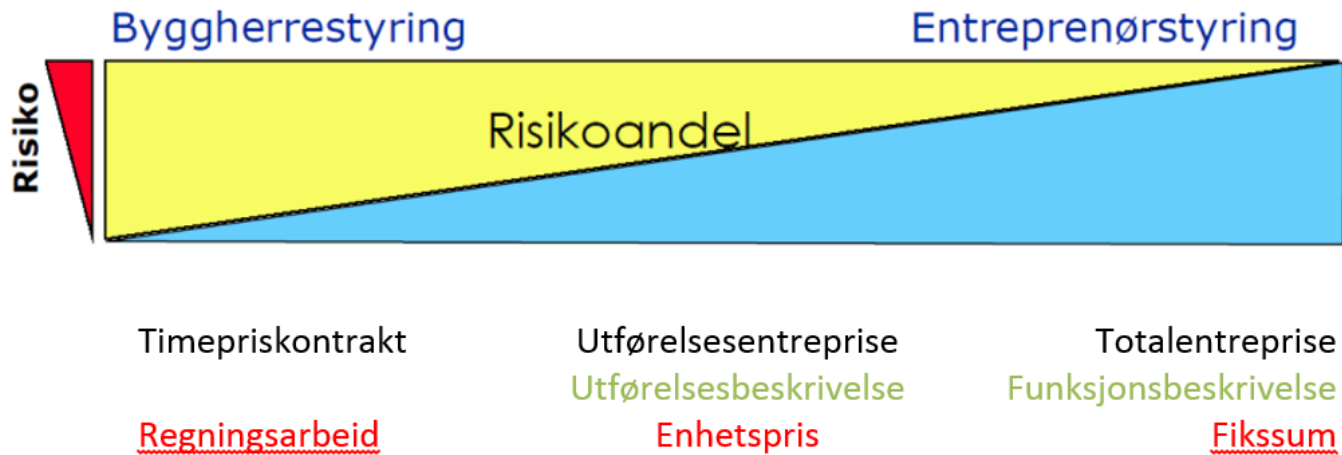 Byggherrestyring Entreprenørstyring
Risiko
Risikoandel
Timepriskontrakt Utførelsesentreprise Totalentreprise
Utførelsesbeskrivelse Funksjonsbeskrivelse
Regningsarbeid Enhetspris Fikssum